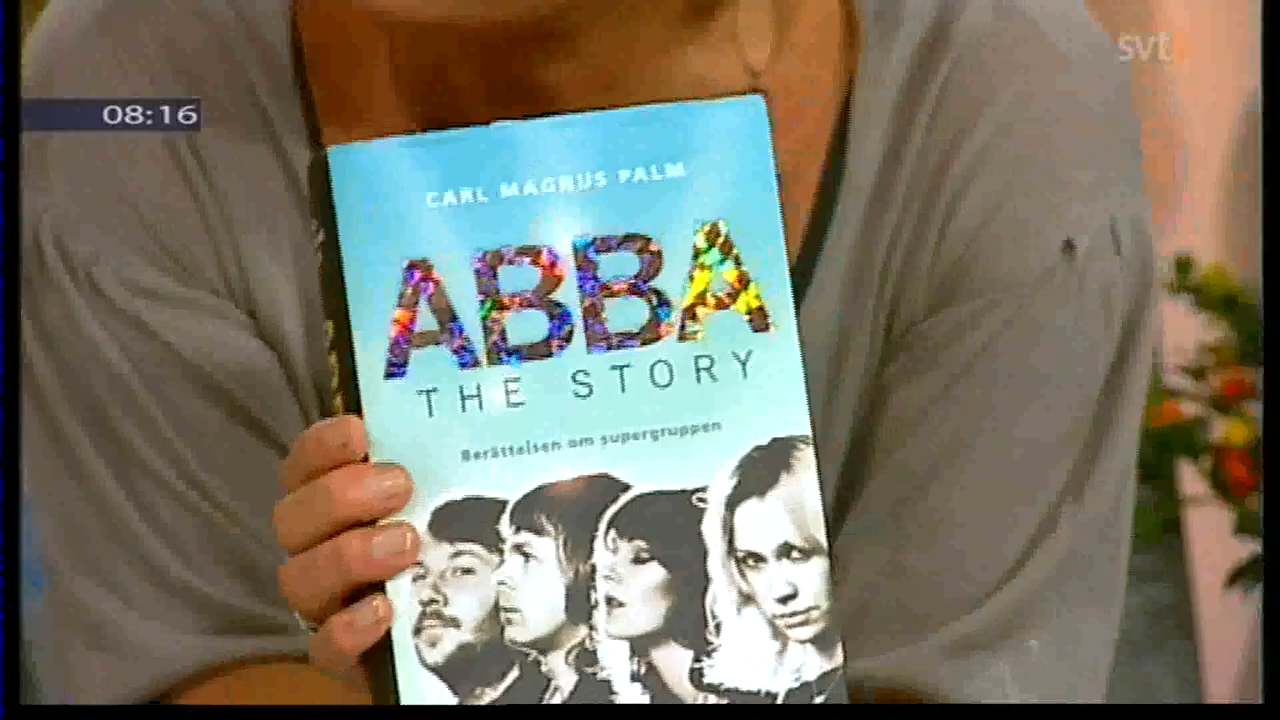 svt
08:16
CARL MAGNUS PALM
ABBA
THE STORY
Berättelsen om supergruppen